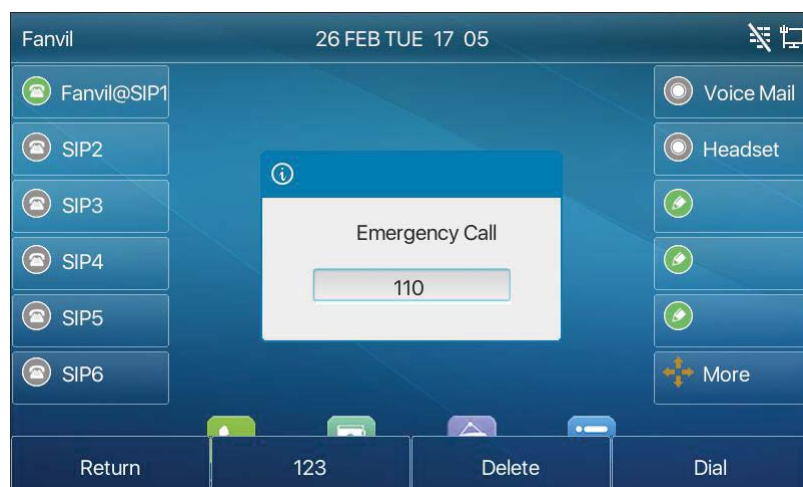 Fanvil
26 FEB TUE 17 05
Fanvil@SIP1
SIP2
SIP3
SIP4
SIP5
SIP6
Emergency Call
110
Voice Mail
Headset
More
Return
123
Delete
Dial